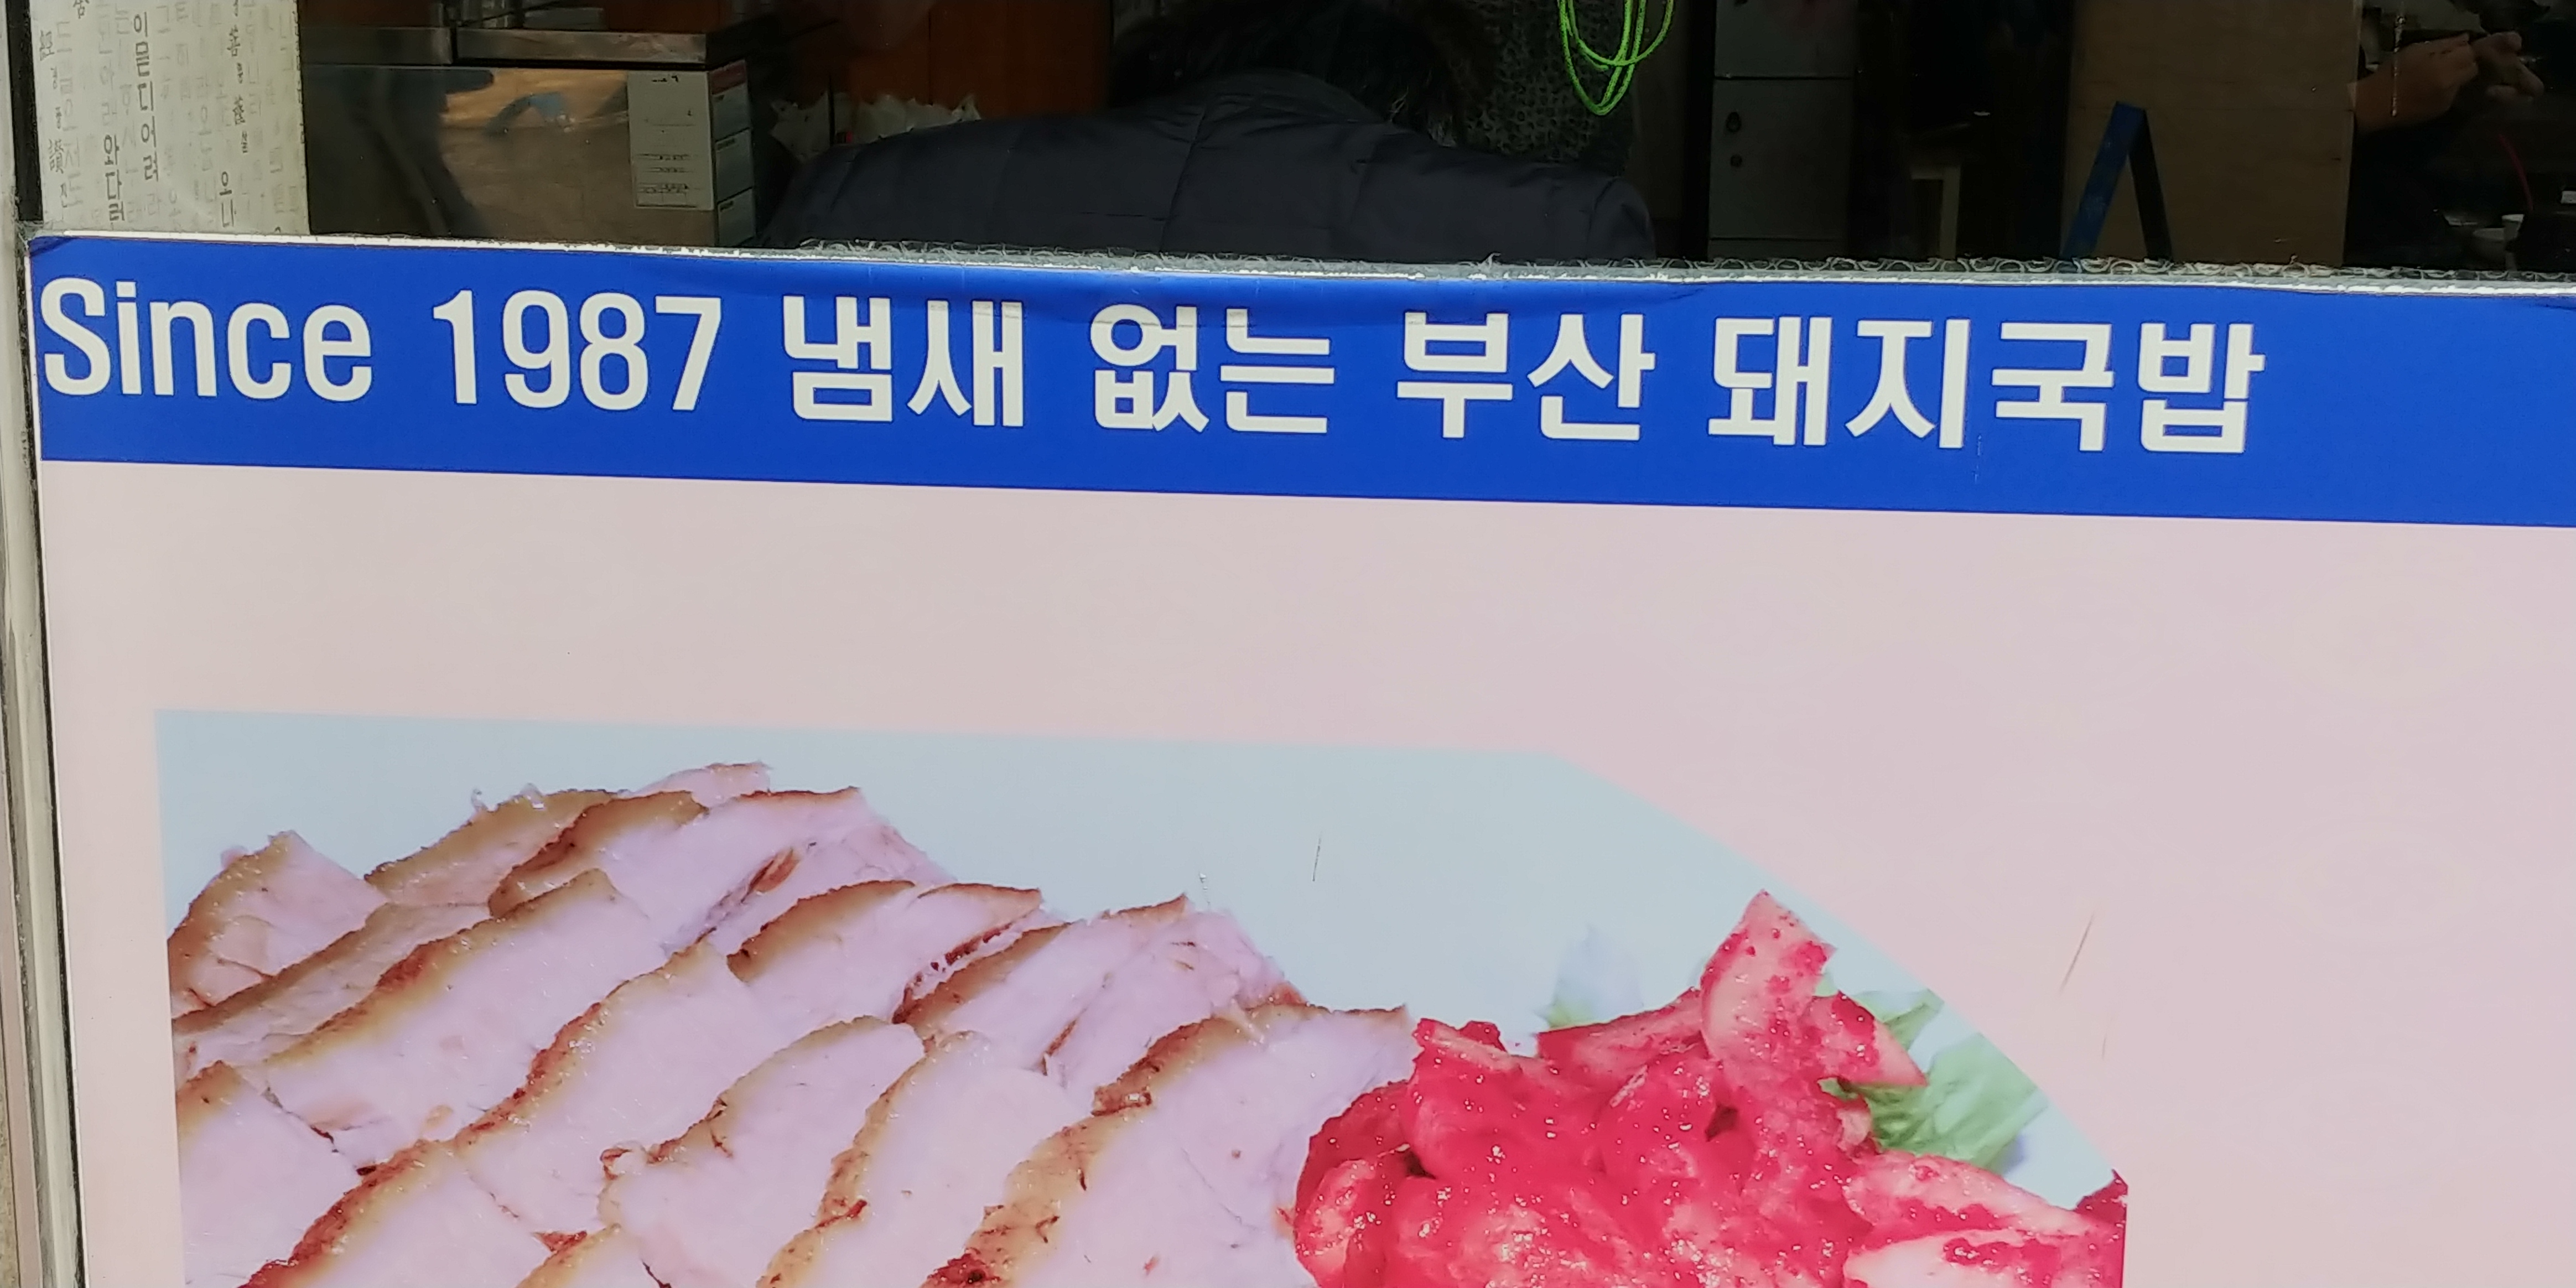 Since 1987 냄새 없는 부산 돼지국밥